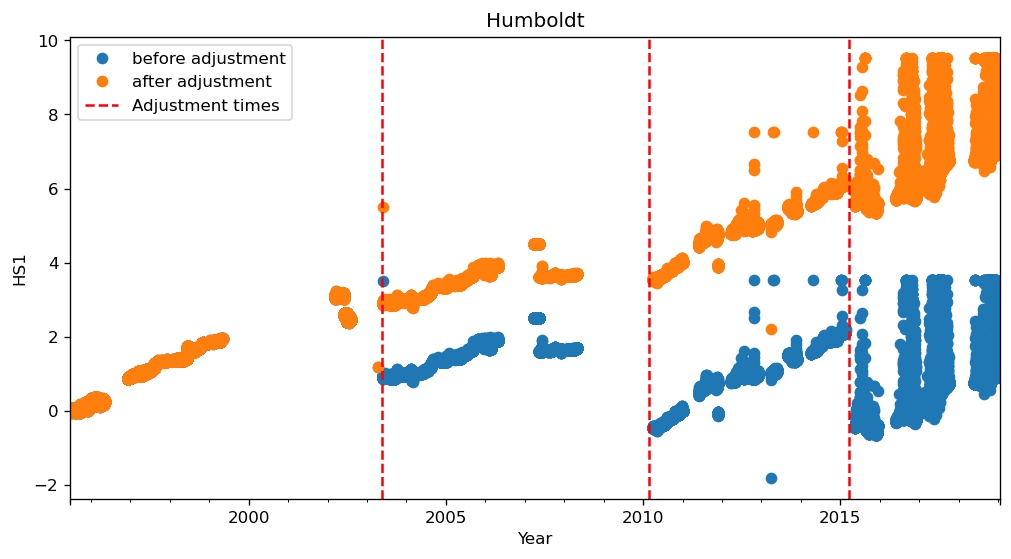 Humboldt
before adjustment
after adjustment
Adjustment times
HS1
10
8
6
4
2
0
−2
2000 2005 2010 2015
Year